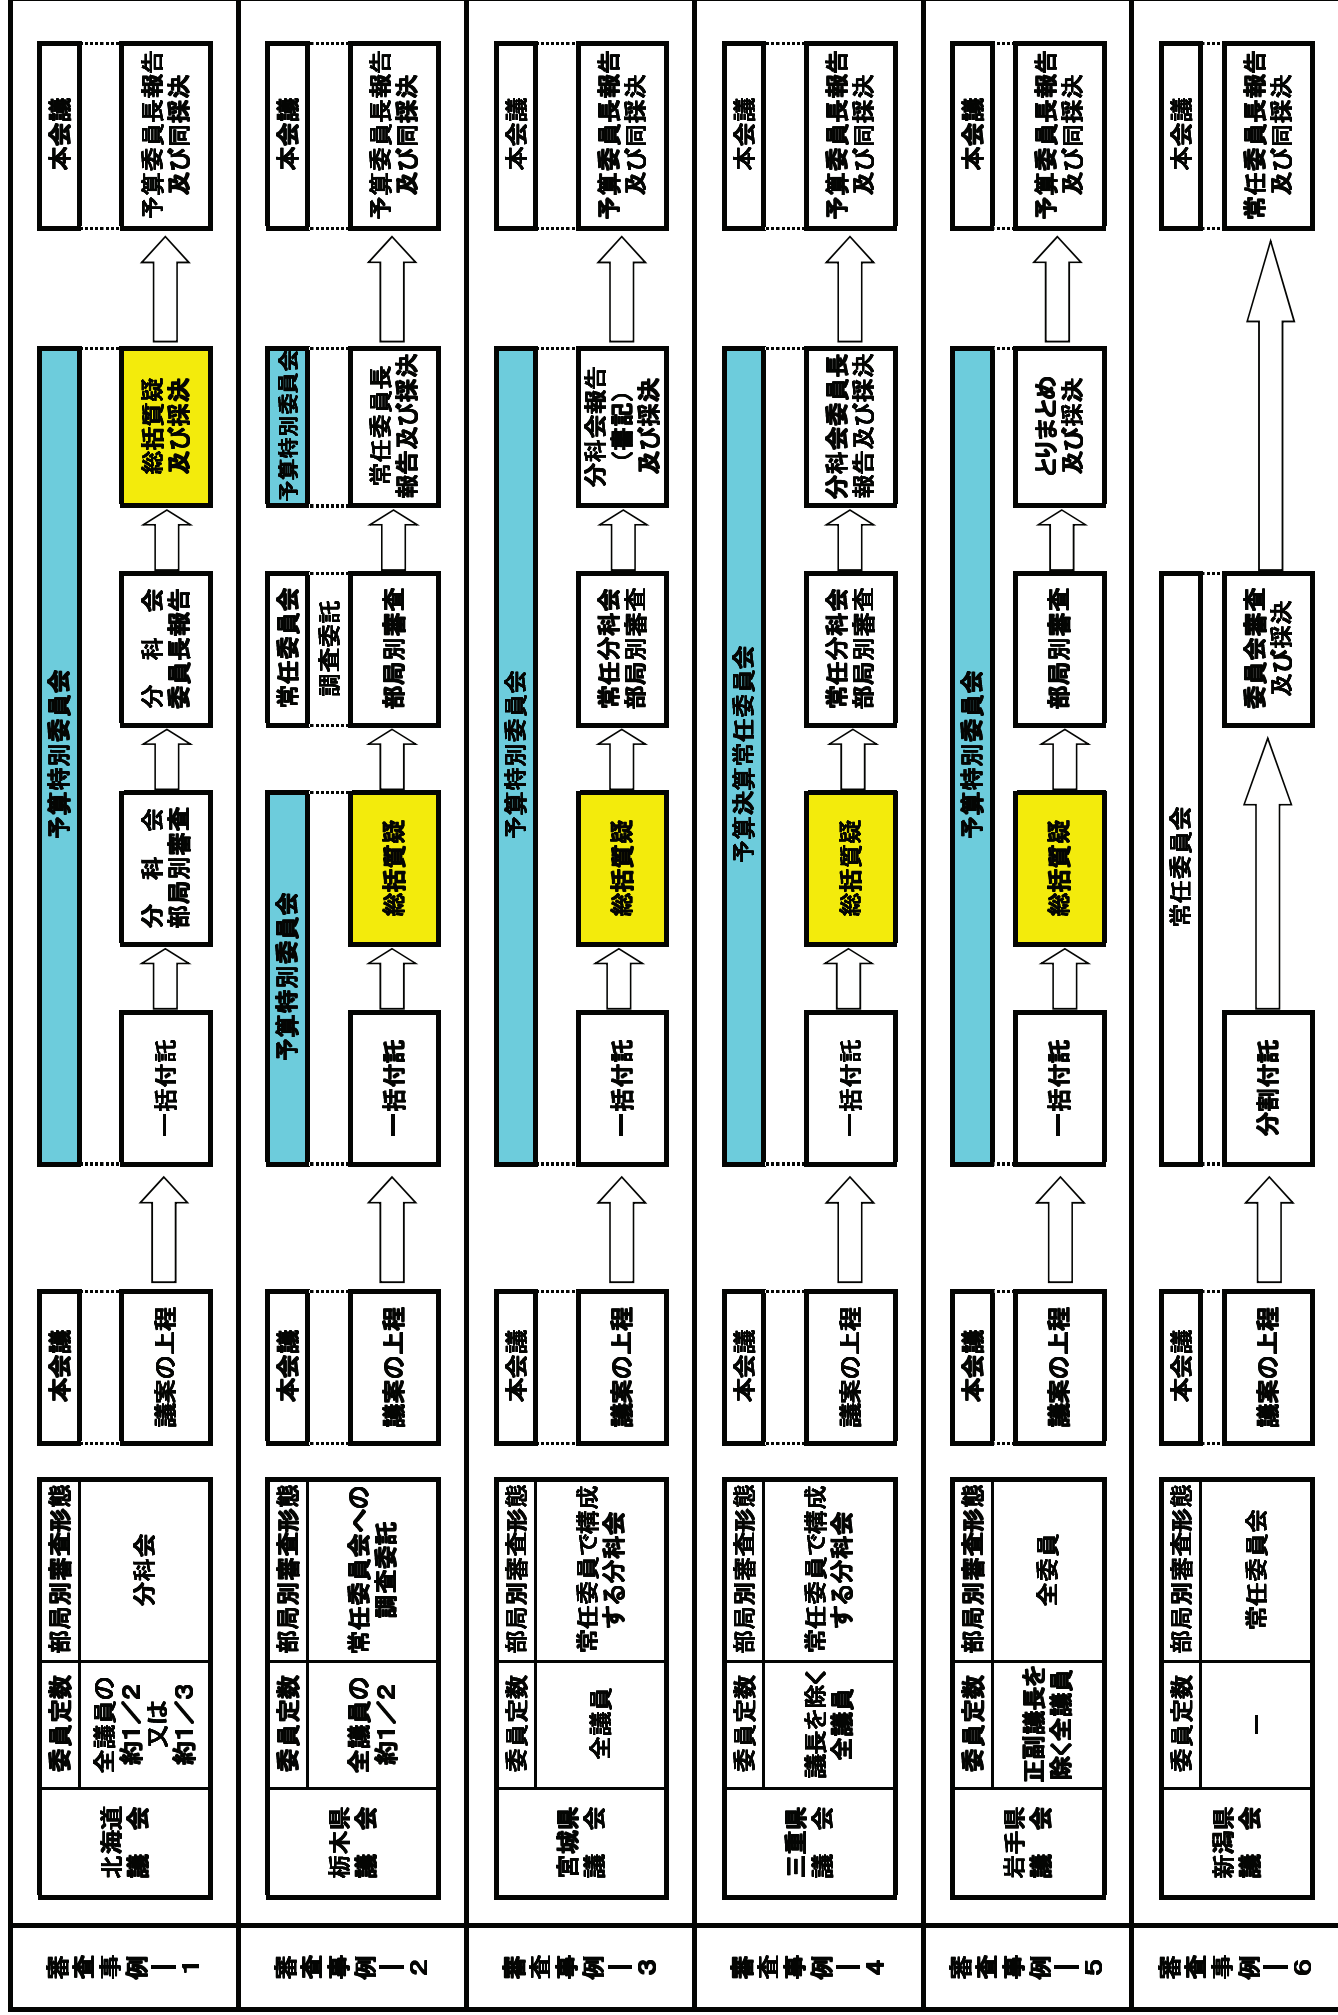 審査事例―1
北海道
議　会
委員定数
全議員の
約1／2
又は
約1／3
部局別審査形態
分科会
本会議
議案の上程
予算特別委員会
一括付託
分　科　会
部局別審査
分　科　会
委員長報告
総括質疑
及び採決
本会議
予算委員長報告
及び同採決
審査事例―2
栃木県
議　会
委員定数
全議員の
約1／2
部局別審査形態
常任委員会への
調査委託
本会議
議案の上程
予算特別委員会
一括付託
総括質疑
常任委員会
調査委託
部局別審査
予算特別委員会
常任委員長
報告及び採決
本会議
予算委員長報告
及び同採決
審査事例―3
宮城県
議　会
委員定数
全議員
部局別審査形態
常任委員で構成
する分科会
本会議
議案の上程
予算特別委員会
一括付託
総括質疑
常任分科会
部局別審査
分科会報告
（書記）
及び採決
本会議
予算委員長報告
及び同採決
審査事例―4
三重県
議　会
委員定数
議長を除く
全議員
部局別審査形態
常任委員で構成
する分科会
本会議
議案の上程
予算決算常任委員会
一括付託
総括質疑
常任分科会
部局別審査
分科会委員長
報告及び採決
本会議
予算委員長報告
及び同採決
審査事例―5
岩手県
議　会
委員定数
正副議長を
除く全議員
部局別審査形態
全委員
本会議
議案の上程
予算特別委員会
一括付託
総括質疑
部局別審査
とりまとめ
及び採決
本会議
予算委員長報告
及び同採決
審査事例―6
新潟県
議　会
委員定数
―
部局別審査形態
常任委員会
本会議
議案の上程
常任委員会
分割付託
委員会審査
及び採決
本会議
常任委員長報告
及び同採決